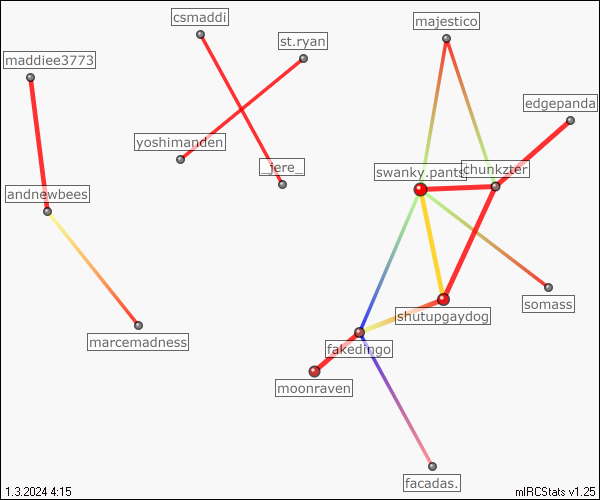 csmaddi
majestico
st.ryan
maddiee3773
edgepanda
yoshimanden
_jere_
swanky.pants
chunkzter
andnewbees
somass
shutupgaydog
marcemadness
fakedingo
moonraven
facadas.
1.3.2024 4:15
mIRCStats v1.25